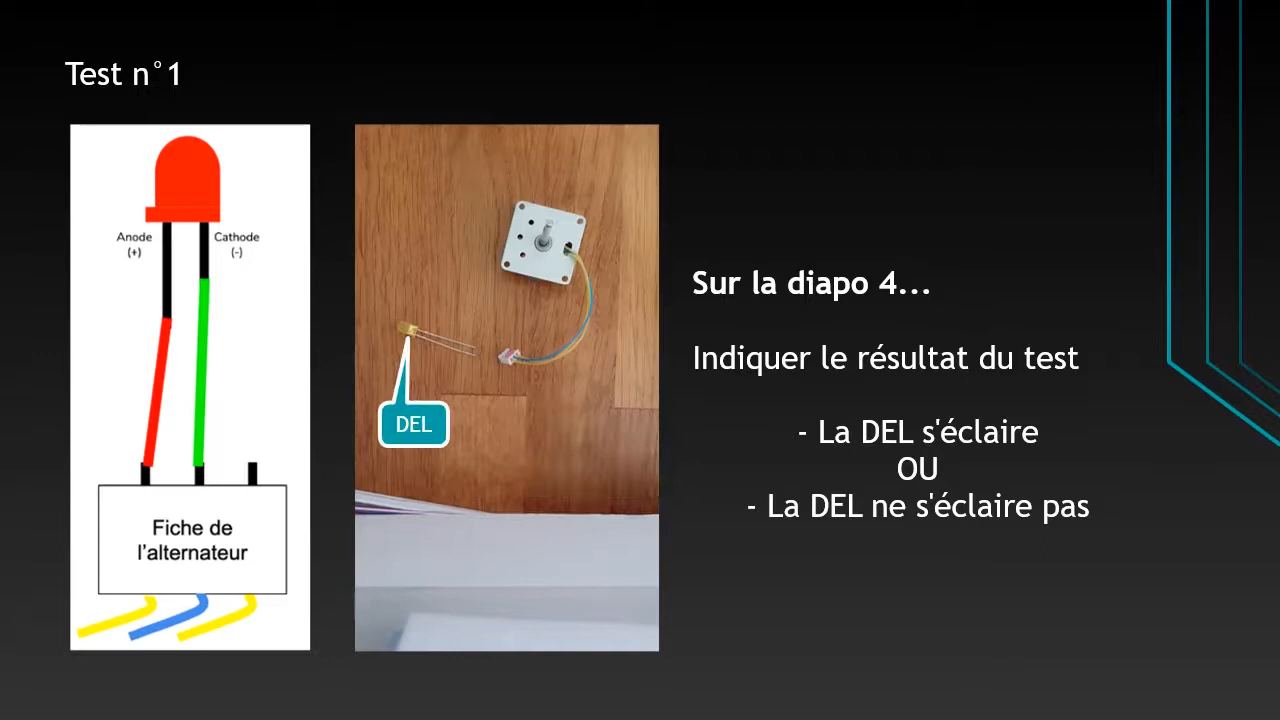 Test n°1
Anode
(+)
Cathode
(-)
Fiche de
l'alternateur
DEL
Sur la diapo 4...
Indiquer le résultat du test
- La DEL s'éclaire
OU
- La DEL ne s'éclaire pas